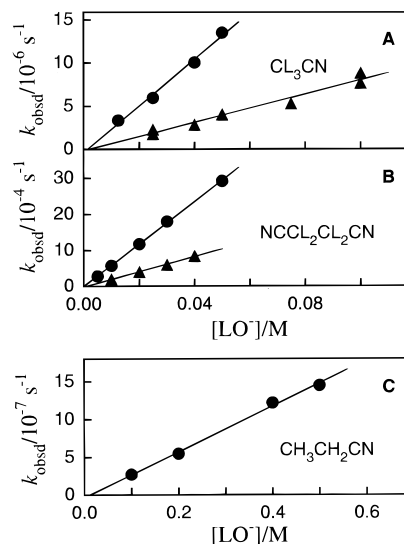 15
10
5
0
k_obsd/10⁻⁶ s⁻¹
A
CL₃CN
30
20
10
0
k_obsd/10⁻⁴ s⁻¹
B
NCCL₂CL₂CN
0.00 0.05 0.10
[LO⁻]/M
15
10
5
0
k_obsd/10⁻⁷ s⁻¹
C
CH₃CH₂CN
0.0 0.2 0.4 0.6
[LO⁻]/M